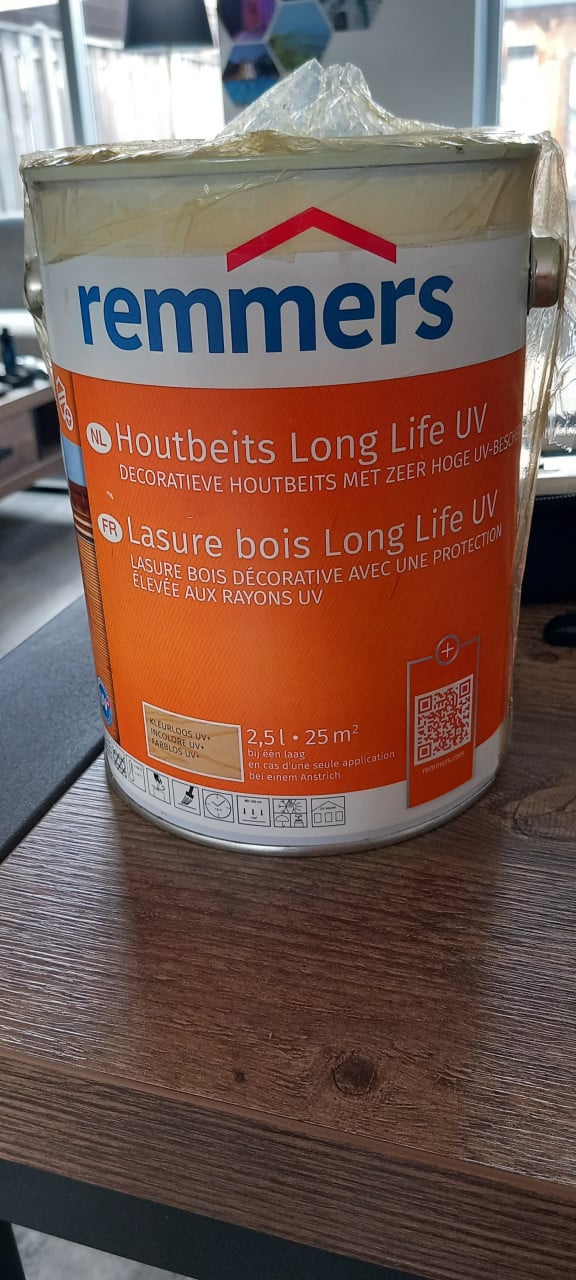 remmers
NL Houtbeits Long Life UV
DECORATIEVE HOUTBEITS MET ZEER HOGE UV-BESCHE
FR Lasure bois Long Life UV
LASURE BOIS DÉCORATIVE AVEC UNE PROTECTION
ÉLEVÉE AUX RAYONS UV
KLEURLOOS UV+
INCOLORE UV+
FARBLOS UV+
2,5 l • 25 m²
bij één laag
en cas d'une seule application
bei einem Anstrich
remmers.com